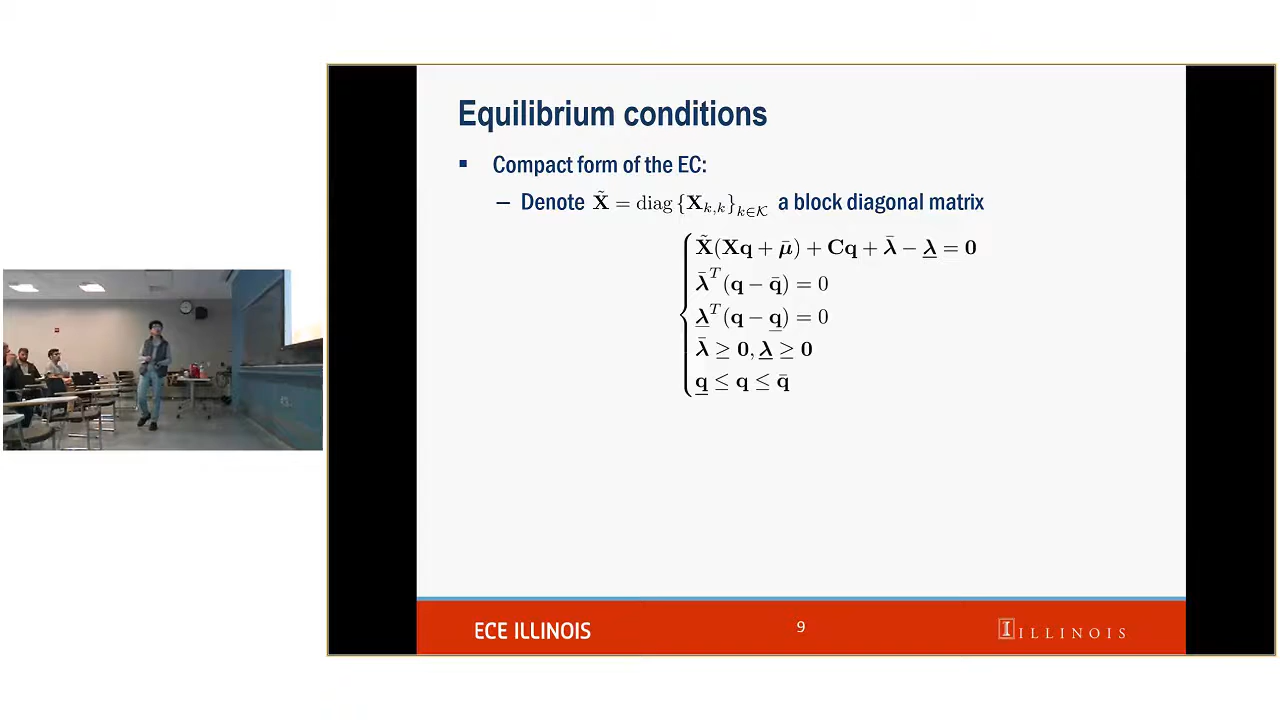 Equilibrium conditions
▪ Compact form of the EC:
– Denote X̃ = diag {X_{k,k}}_{k∈𝒦} a block diagonal matrix
X̃(Xq + μ̄) + Cq + λ̄ − λ̲ = 0
λ̄^T(q − q̄) = 0
λ̲^T(q − q̲) = 0
λ̄ ≥ 0, λ̲ ≥ 0
q̲ ≤ q ≤ q̄
ECE ILLINOIS
9
I ILLINOIS